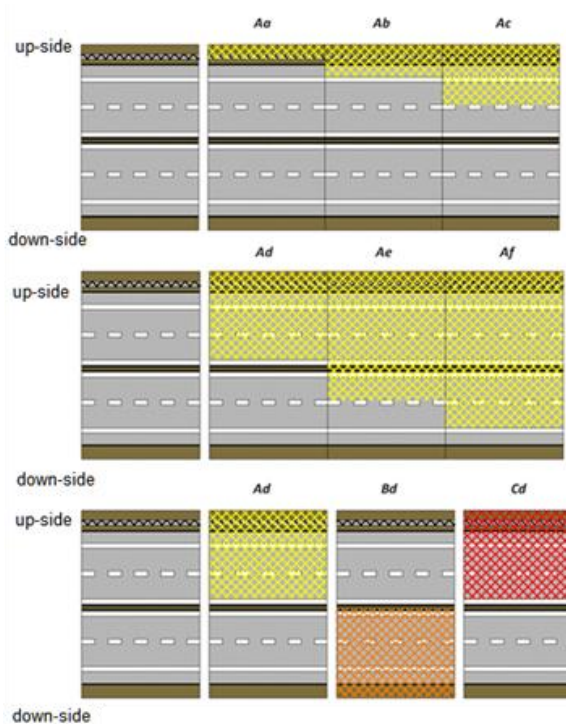 Aa Ab Ac
up-side
down-side
Ad Ae Af
up-side
down-side
Ad Bd Cd
up-side
down-side